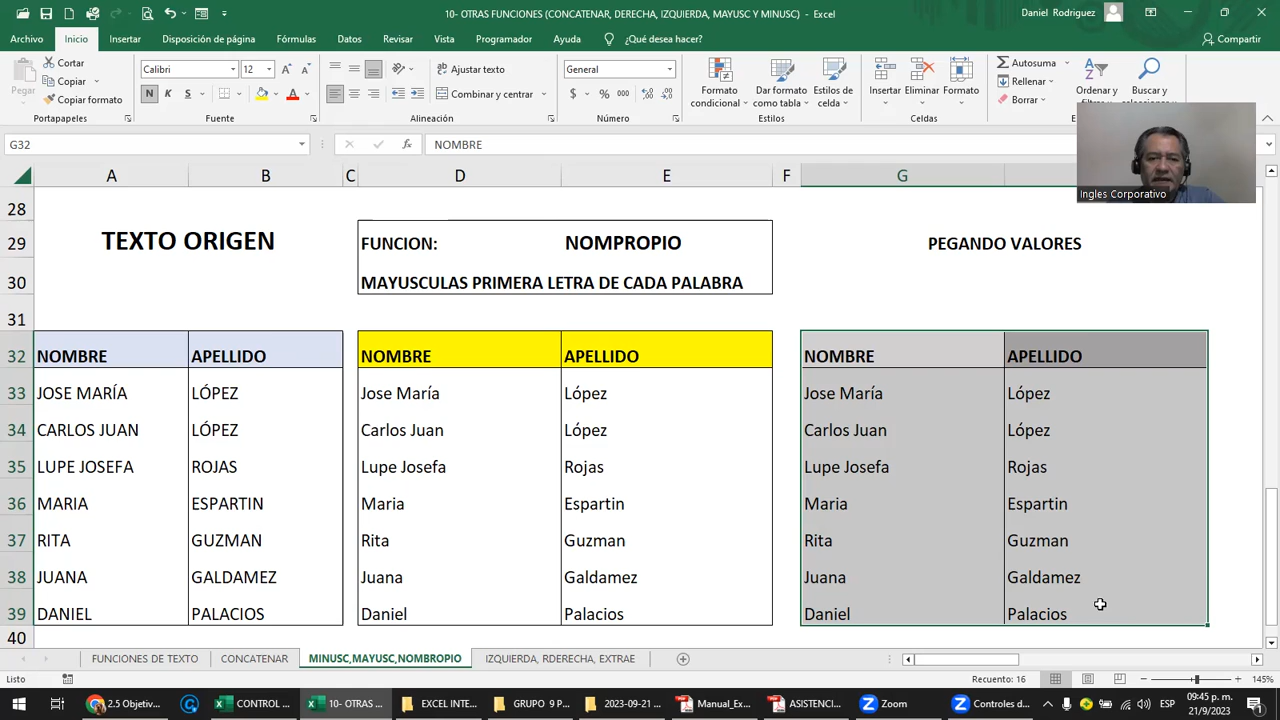 10- OTRAS FUNCIONES (CONCATENAR, DERECHA, IZQUIERDA, MAYUSC Y MINUSC) - Excel
Daniel Rodriguez
Archivo Inicio Insertar Disposición de página Fórmulas Datos Revisar Vista Programador Ayuda ¿Qué desea hacer? Compartir
Pegar
Cortar
Copiar
Copiar formato
Calibri 12
N K S
Ajustar texto
Combinar y centrar
General
$ % 000
Formato condicional
Dar formato como tabla
Estilos de celda
Insertar
Eliminar
Formato
Autosuma
Rellenar
Borrar
Ordenar y
Buscar y
Portapapeles Fuente Alineación Número Estilos Celdas
Ingles Corporativo
G32 fx NOMBRE
A B C D E F G
28
29 TEXTO ORIGEN FUNCION: NOMPROPIO PEGANDO VALORES
30 MAYUSCULAS PRIMERA LETRA DE CADA PALABRA
31
32 NOMBRE APELLIDO NOMBRE APELLIDO NOMBRE APELLIDO
33 JOSE MARÍA LÓPEZ Jose María López Jose María López
34 CARLOS JUAN LÓPEZ Carlos Juan López Carlos Juan López
35 LUPE JOSEFA ROJAS Lupe Josefa Rojas Lupe Josefa Rojas
36 MARIA ESPARTIN Maria Espartin Maria Espartin
37 RITA GUZMAN Rita Guzman Rita Guzman
38 JUANA GALDAMEZ Juana Galdamez Juana Galdamez
39 DANIEL PALACIOS Daniel Palacios Daniel Palacios
40
FUNCIONES DE TEXTO CONCATENAR MINUSC,MAYUSC,NOMBROPIO IZQUIERDA, RDERECHA, EXTRAE
Listo Recuento: 16 145%
2.5 Objetiv... CONTROL ... 10- OTRAS ... EXCEL INTE... GRUPO 9 P... 2023-09-21 ... Manual_Ex... ASISTENCI... Zoom Controles d... ESP
09:45 p. m.
21/9/2023